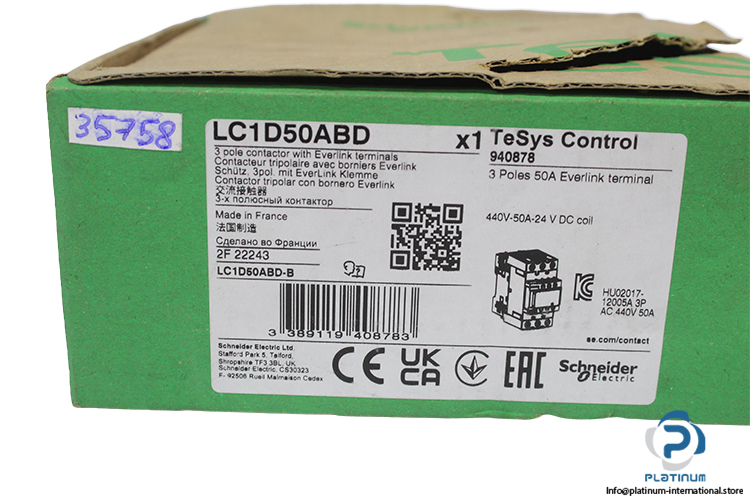 35758
LC1D50ABD
x1
TeSys Control
940878
3 pole contactor with Everlink terminals
Contacteur tripolaire avec borniers Everlink
Schütz, 3pol. mit EverLink Klemme
Contactor tripolar con bornero Everlink
交流接触器
3-х полюсный контактор
3 Poles 50A Everlink terminal
Made in France
法国制造
Сделано во Франции
2F 22243
LC1D50ABD-B
440V-50A-24 V DC coil
HU02017-
12005A 3P
AC 440V 50A
3 389119 408783
se.com/contact
Schneider Electric Ltd
Stafford Park 5, Telford,
Shropshire TF3 3BL, UK
Schneider Electric, CS30323
F- 92506 Rueil Malmaison Cedex
CE
UK
CA
EAC
Schneider
Electric
PLATINUM
Info@platinum-international.store